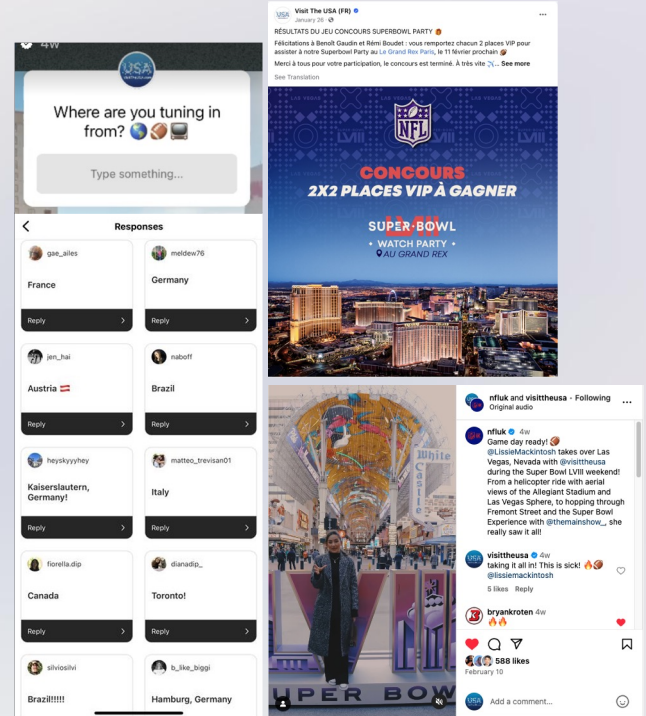 4w
USA
Where are you tuning in
from? 🌎🏈📺
Type something...
Responses
gae_ailes
France
Reply
meldew76
Germany
Reply
jen_hai
Austria 🇦🇹
Reply
naboff
Brazil
Reply
heyskyyyhey
Kaiserslautern,
Germany!
Reply
matteo_trevisan01
Italy
Reply
fiorella.dip
Canada
Reply
dianadip_
Toronto!
Reply
silviosilvi
Brazil!!!!!
b_like_biggi
Hamburg, Germany
USA
Visit The USA (FR)
January 26 ·
RÉSULTATS DU JEU CONCOURS SUPERBOWL PARTY
Félicitations à Benoît Gaudin et Rémi Boudet : vous remportez chacun 2 places VIP pour
assister à notre Superbowl Party au Le Grand Rex Paris, le 11 février prochain 🏈
Merci à tous pour votre participation, le concours est terminé. À très vite ✈️... See more
See Translation
NFL
CONCOURS
2X2 PLACES VIP À GAGNER
SUPER BOWL
LVIII
• WATCH PARTY •
AU GRAND REX
White
Castle
UPER BOW
nfluk and visittheusa · Following
Original audio
nfluk 4w
Game day ready! 🏈
@LissieMackintosh takes over Las
Vegas, Nevada with @visittheusa
during the Super Bowl LVIII weekend!
From a helicopter ride with aerial
views of the Allegiant Stadium and
Las Vegas Sphere, to hopping through
Fremont Street and the Super Bowl
Experience with @themainshow_, she
really saw it all!
visittheusa 4w
taking it all in! This is sick! 🔥🏈
@lissiemackintosh
5 likes Reply
bryankroten 4w
🔥🔥
588 likes
February 10
Add a comment...